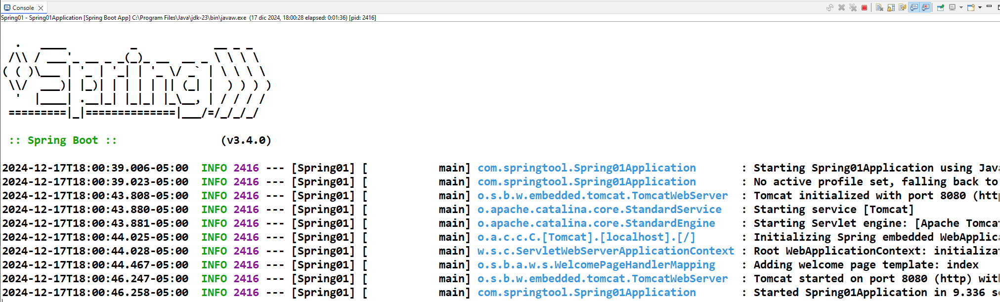 Console
Spring01 - Spring01Application [Spring Boot App] C:\Program Files\Java\jdk-23\bin\javaw.exe (17 dic 2024, 18:00:28 elapsed: 0:01:36) [pid: 2416]
  .   ____          _            __ _ _
 /\\ / ___'_ __ _ _(_)_ __  __ _ \ \ \ \
( ( )\___ | '_ | '_| | '_ \/ _` | \ \ \ \
 \\/  ___)| |_)| | | | | || (_| |  ) ) ) )
  '  |____| .__|_| |_|_| |_\__, | / / / /
 =========|_|==============|___/=/_/_/_/
:: Spring Boot :: (v3.4.0)
2024-12-17T18:00:39.006-05:00 INFO 2416 --- [Spring01] [ main] com.springtool.Spring01Application : Starting Spring01Application using Jav
2024-12-17T18:00:39.023-05:00 INFO 2416 --- [Spring01] [ main] com.springtool.Spring01Application : No active profile set, falling back to
2024-12-17T18:00:43.808-05:00 INFO 2416 --- [Spring01] [ main] o.s.b.w.embedded.tomcat.TomcatWebServer : Tomcat initialized with port 8080 (http
2024-12-17T18:00:43.880-05:00 INFO 2416 --- [Spring01] [ main] o.apache.catalina.core.StandardService : Starting service [Tomcat]
2024-12-17T18:00:43.881-05:00 INFO 2416 --- [Spring01] [ main] o.apache.catalina.core.StandardEngine : Starting Servlet engine: [Apache Tomcat
2024-12-17T18:00:44.025-05:00 INFO 2416 --- [Spring01] [ main] o.a.c.c.C.[Tomcat].[localhost].[/] : Initializing Spring embedded WebApplica
2024-12-17T18:00:44.028-05:00 INFO 2416 --- [Spring01] [ main] w.s.c.ServletWebServerApplicationContext : Root WebApplicationContext: initializat
2024-12-17T18:00:44.467-05:00 INFO 2416 --- [Spring01] [ main] o.s.b.a.w.s.WelcomePageHandlerMapping : Adding welcome page template: index
2024-12-17T18:00:46.247-05:00 INFO 2416 --- [Spring01] [ main] o.s.b.w.embedded.tomcat.TomcatWebServer : Tomcat started on port 8080 (http) wit
2024-12-17T18:00:46.258-05:00 INFO 2416 --- [Spring01] [ main] com.springtool.Spring01Application : Started Spring01Application in 9.336 se